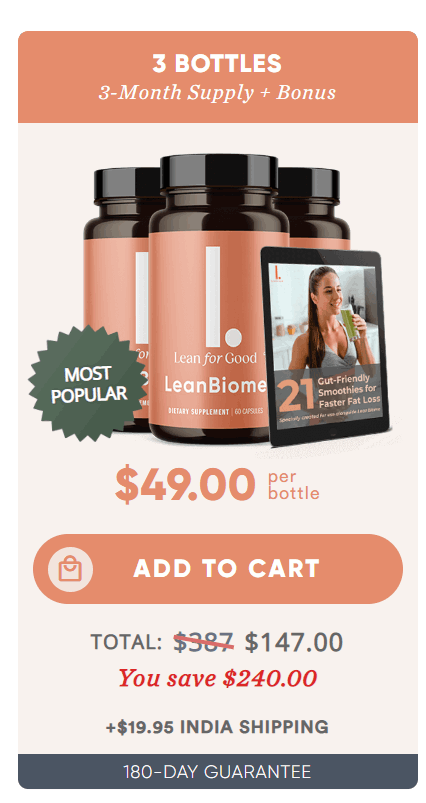 3 BOTTLES
3-Month Supply + Bonus
Lean for Good
LeanBiome
DIETARY SUPPLEMENT | 60 CAPSULES
MOST
POPULAR
21
Gut-Friendly
Smoothies for
Faster Fat Loss
$49.00 per
bottle
ADD TO CART
TOTAL: $387 $147.00
You save $240.00
+$19.95 INDIA SHIPPING
180-DAY GUARANTEE